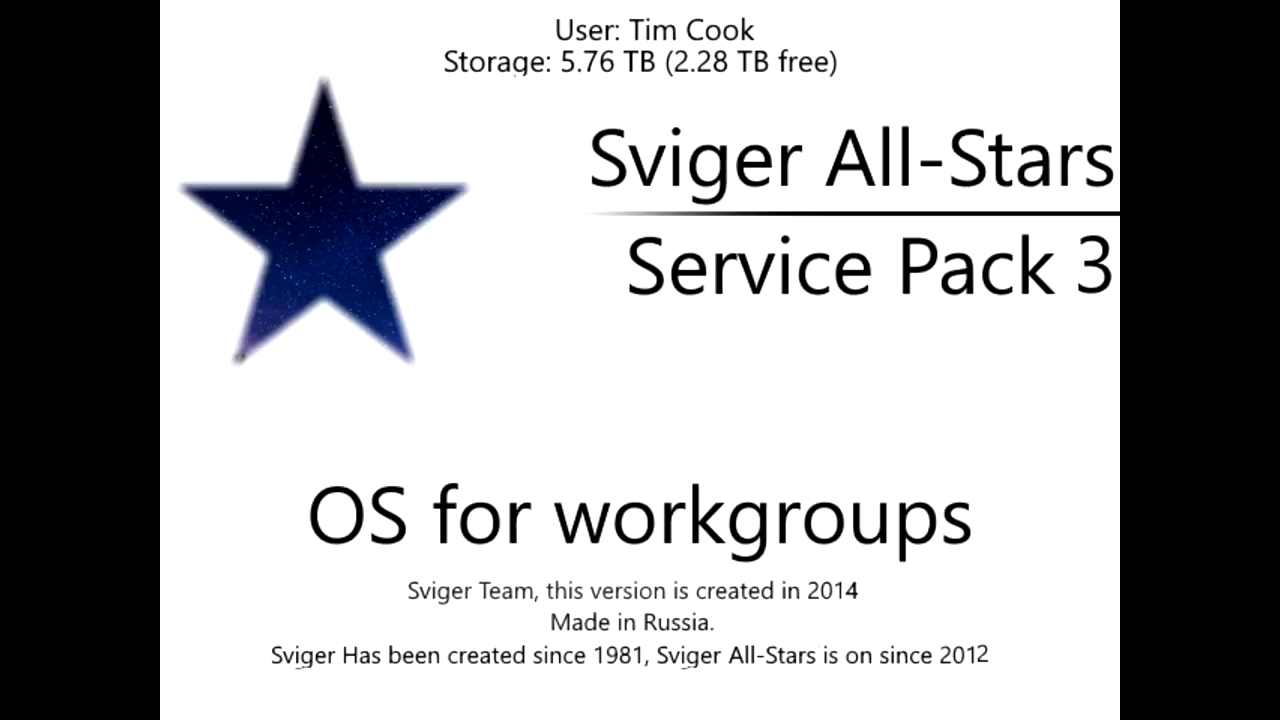 User: Tim Cook
Storage: 5.76 TB (2.28 TB free)
Sviger All-Stars
Service Pack 3
OS for workgroups
Sviger Team, this version is created in 2014
Made in Russia.
Sviger Has been created since 1981, Sviger All-Stars is on since 2012